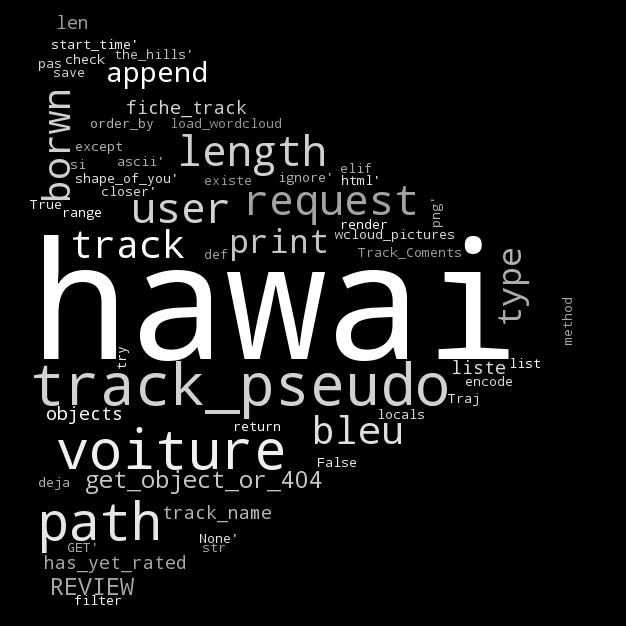 len
start_time'
the_hills'
pas
check
save
append
borwn
fiche_track
order_by
load_wordcloud
except
length
si
ascii'
elif
shape_of_you'
existe
ignore'
html'
closer'
True
range
user
request
png'
render
track
print
wcloud_pictures
def
Track_Coments
type
hawai
method
try
track_pseudo
liste
list
encode
Traj
objects
locals
return
bleu
voiture
False
get_object_or_404
deja
path
track_name
None'
GET'
str
has_yet_rated
REVIEW
filter